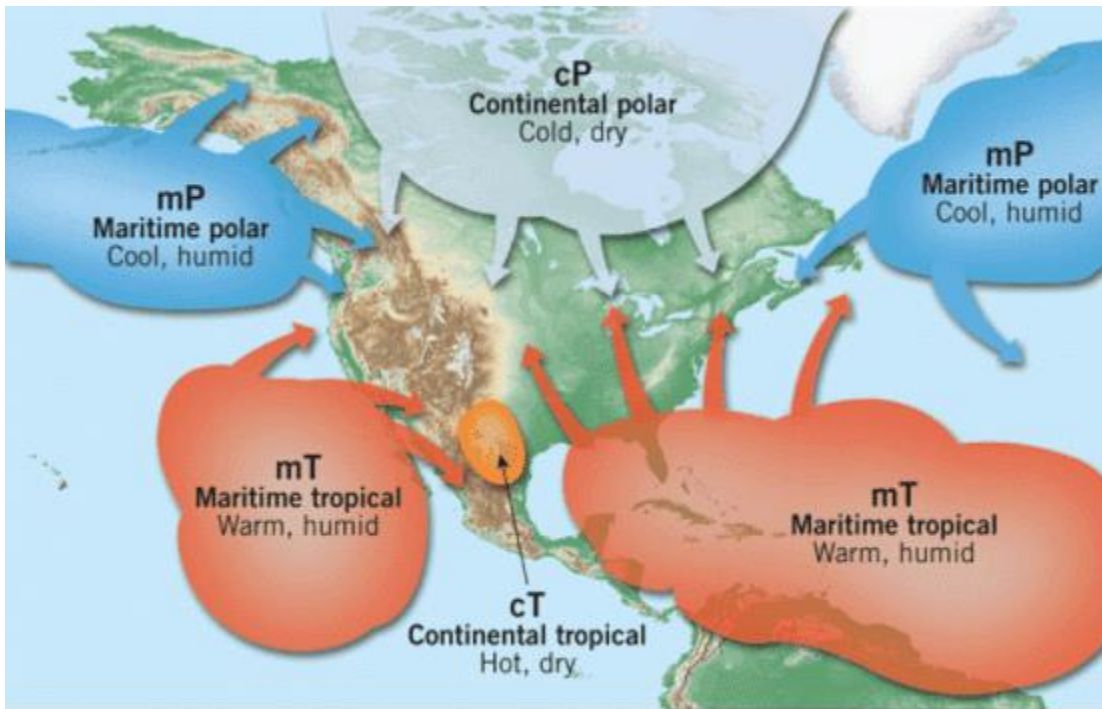 cP
Continental polar
Cold, dry
mP
Maritime polar
Cool, humid
mP
Maritime polar
Cool, humid
mT
Maritime tropical
Warm, humid
mT
Maritime tropical
Warm, humid
cT
Continental tropical
Hot, dry